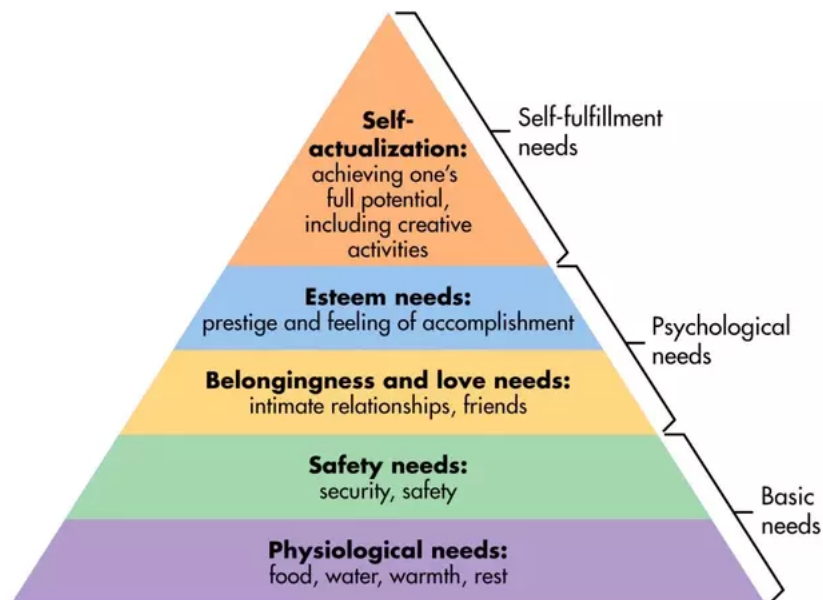 Self-
actualization:
achieving one's
full potential,
including creative
activities
Self-fulfillment
needs
Esteem needs:
prestige and feeling of accomplishment
Psychological
needs
Belongingness and love needs:
intimate relationships, friends
Safety needs:
security, safety
Basic
needs
Physiological needs:
food, water, warmth, rest